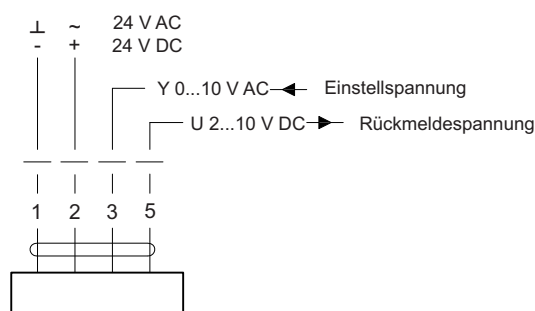 ⊥ ~ 24 V AC
- + 24 V DC
Y 0...10 V AC Einstellspannung
U 2...10 V DC Rückmeldespannung
1 2 3 5